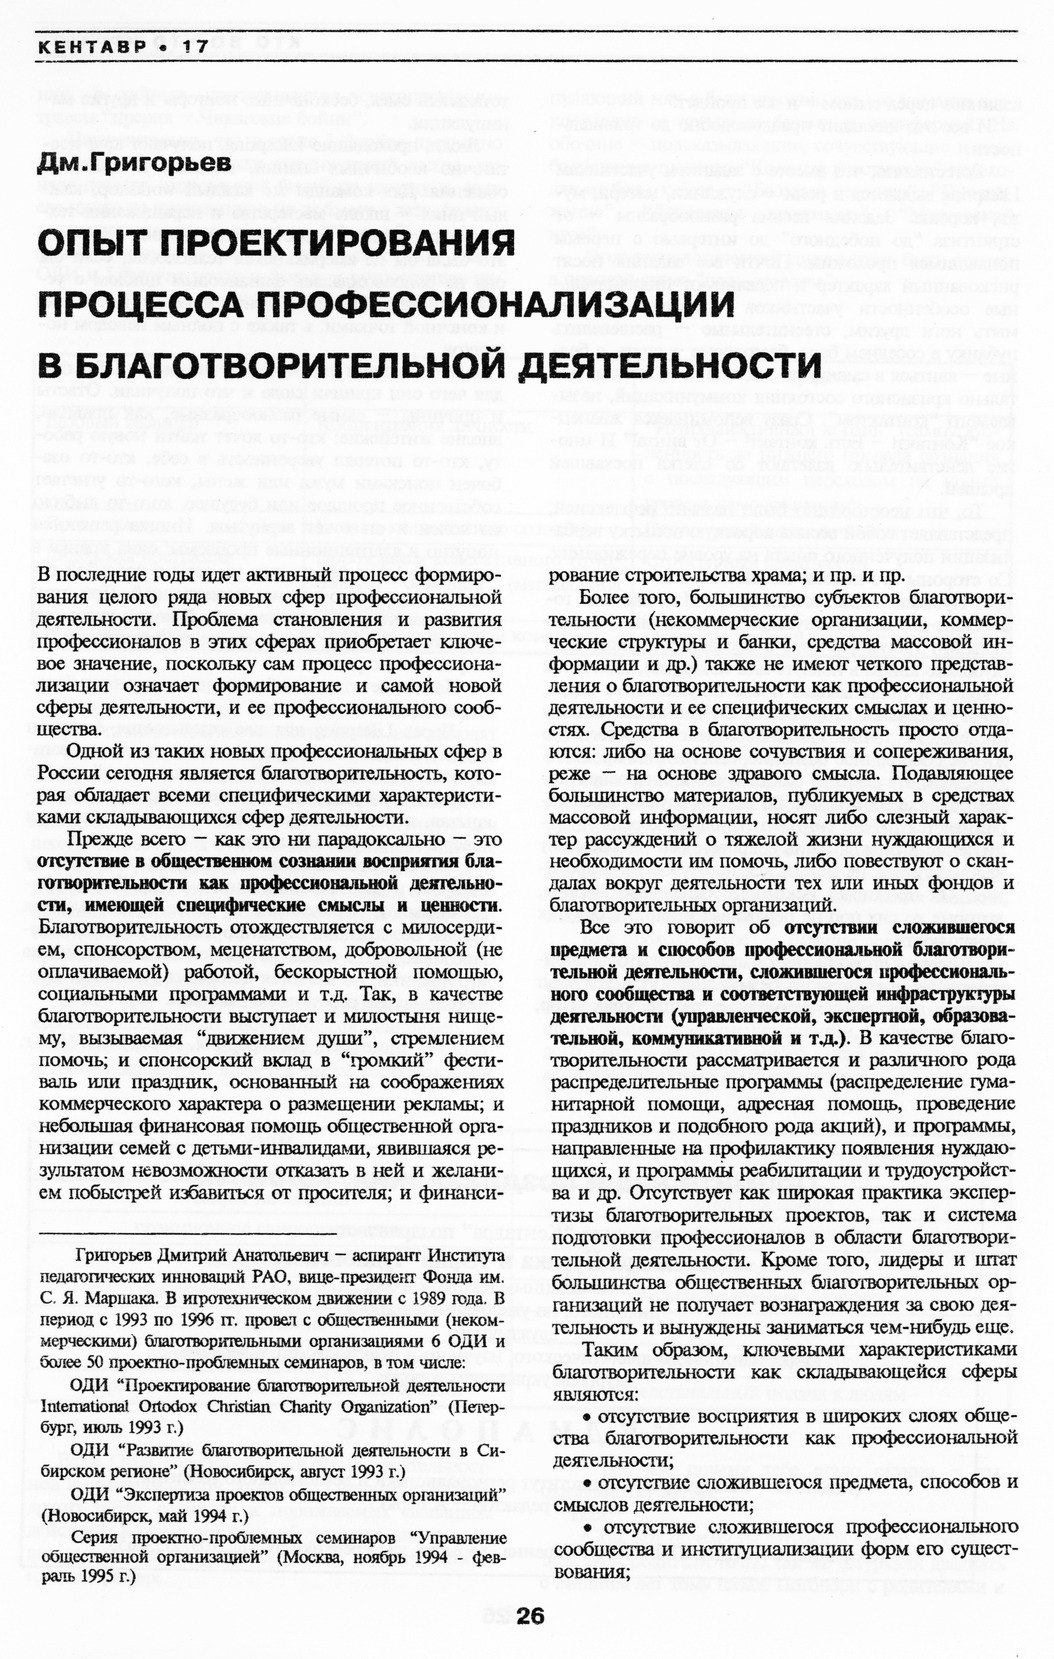 КЕНТАВР • 17
Дм.Григорьев
ОПЫТ ПРОЕКТИРОВАНИЯ
ПРОЦЕССА ПРОФЕССИОНАЛИЗАЦИИ
В БЛАГОТВОРИТЕЛЬНОЙ ДЕЯТЕЛЬНОСТИ
В последние годы идет активный процесс формиро-
вания целого ряда новых сфер профессиональной
деятельности. Проблема становления и развития
профессионалов в этих сферах приобретает ключе-
вое значение, поскольку сам процесс профессиона-
лизации означает формирование и самой новой
сферы деятельности, и ее профессионального сооб-
щества.
Одной из таких новых профессиональных сфер в
России сегодня является благотворительность, кото-
рая обладает всеми специфическими характеристи-
ками складывающихся сфер деятельности.
Прежде всего — как это ни парадоксально — это
отсутствие в общественном сознании восприятия бла-
готворительности как профессиональной деятельно-
сти, имеющей специфические смыслы и ценности.
Благотворительность отождествляется с милосерди-
ем, спонсорством, меценатством, добровольной (не
оплачиваемой) работой, бескорыстной помощью,
социальными программами и т.д. Так, в качестве
благотворительности выступает и милостыня нище-
му, вызываемая “движением души”, стремлением
помочь; и спонсорский вклад в “громкий” фести-
валь или праздник, основанный на соображениях
коммерческого характера о размещении рекламы; и
небольшая финансовая помощь общественной орга-
низации семей с детьми-инвалидами, явившаяся ре-
зультатом невозможности отказать в ней и желани-
ем побыстрей избавиться от просителя; и финанси-
Григорьев Дмитрий Анатольевич — аспирант Института
педагогических инноваций РАО, вице-президент Фонда им.
С. Я. Маршака. В игротехническом движении с 1989 года. В
период с 1993 по 1996 гг. провел с общественными (неком-
мерческими) благотворительными организациями 6 ОДИ и
более 50 проектно-проблемных семинаров, в том числе:
ОДИ “Проектирование благотворительной деятельности
International Ortodox Christian Charity Organization” (Петер-
бург, июль 1993 г.)
ОДИ “Развитие благотворительной деятельности в Си-
бирском регионе” (Новосибирск, август 1993 г.)
ОДИ “Экспертиза проектов общественных организаций”
(Новосибирск, май 1994 г.)
Серия проектно-проблемных семинаров “Управление
общественной организацией” (Москва, ноябрь 1994 - фев-
раль 1995 г.)
рование строительства храма; и пр. и пр.
Более того, большинство субъектов благотвори-
тельности (некоммерческие организации, коммер-
ческие структуры и банки, средства массовой ин-
формации и др.) также не имеют четкого представ-
ления о благотворительности как профессиональной
деятельности и ее специфических смыслах и ценно-
стях. Средства в благотворительность просто отда-
ются: либо на основе сочувствия и сопереживания,
реже — на основе здравого смысла. Подавляющее
большинство материалов, публикуемых в средствах
массовой информации, носят либо слезный харак-
тер рассуждений о тяжелой жизни нуждающихся и
необходимости им помочь, либо повествуют о скан-
далах вокруг деятельности тех или иных фондов и
благотворительных организаций.
Все это говорит об отсутствии сложившегося
предмета и способов профессиональной благотвори-
тельной деятельности, сложившегося профессиональ-
ного сообщества и соответствующей инфраструктуры
деятельности (управленческой, экспертной, образова-
тельной, коммуникативной и т.д.). В качестве благо-
творительности рассматривается и различного рода
распределительные программы (распределение гума-
нитарной помощи, адресная помощь, проведение
праздников и подобного рода акций), и программы,
направленные на профилактику появления нуждаю-
щихся, и программы реабилитации и трудоустройст-
ва и др. Отсутствует как широкая практика экспер-
тизы благотворительных проектов, так и система
подготовки профессионалов в области благотвори-
тельной деятельности. Кроме того, лидеры и штат
большинства общественных благотворительных ор-
ганизаций не получает вознаграждения за свою дея-
тельность и вынуждены заниматься чем-нибудь еще.
Таким образом, ключевыми характеристиками
благотворительности как складывающейся сферы
являются:
• отсутствие восприятия в широких слоях обще-
ства благотворительности как профессиональной
деятельности;
• отсутствие сложившегося предмета, способов и
смыслов деятельности;
• отсутствие сложившегося профессионального
сообщества и институциализации форм его сущест-
вования;
26